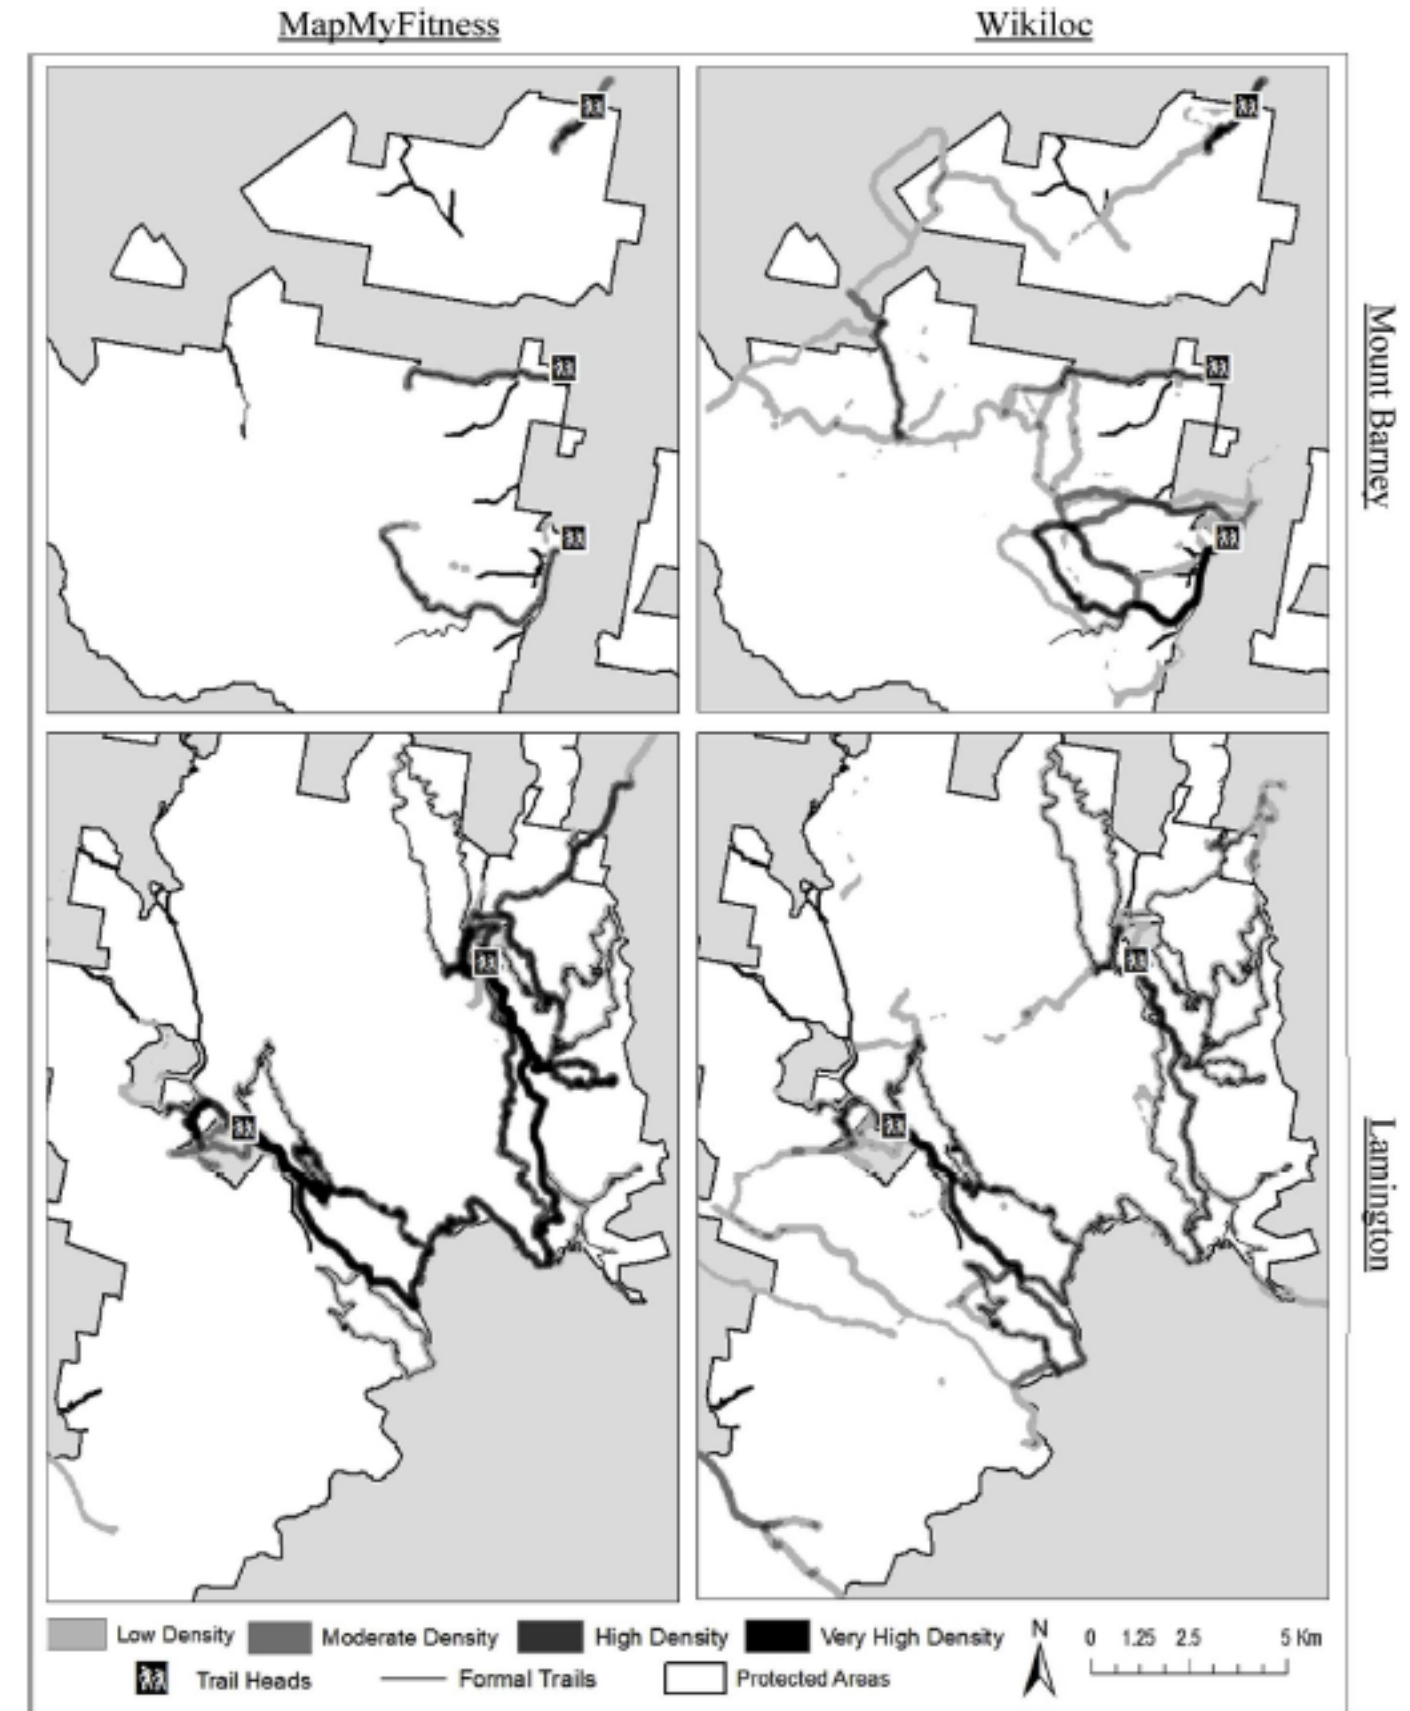 MapMyFitness Wikiloc
Mount Barney
Lamington
Low Density Moderate Density High Density Very High Density N 0 1.25 2.5 5 Km
Trail Heads Formal Trails Protected Areas